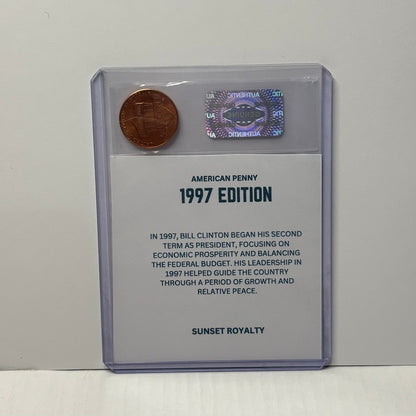 AUTHENTIC
AMERICAN PENNY
1997 EDITION
IN 1997, BILL CLINTON BEGAN HIS SECOND
TERM AS PRESIDENT, FOCUSING ON
ECONOMIC PROSPERITY AND BALANCING
THE FEDERAL BUDGET. HIS LEADERSHIP IN
1997 HELPED GUIDE THE COUNTRY
THROUGH A PERIOD OF GROWTH AND
RELATIVE PEACE.
SUNSET ROYALTY